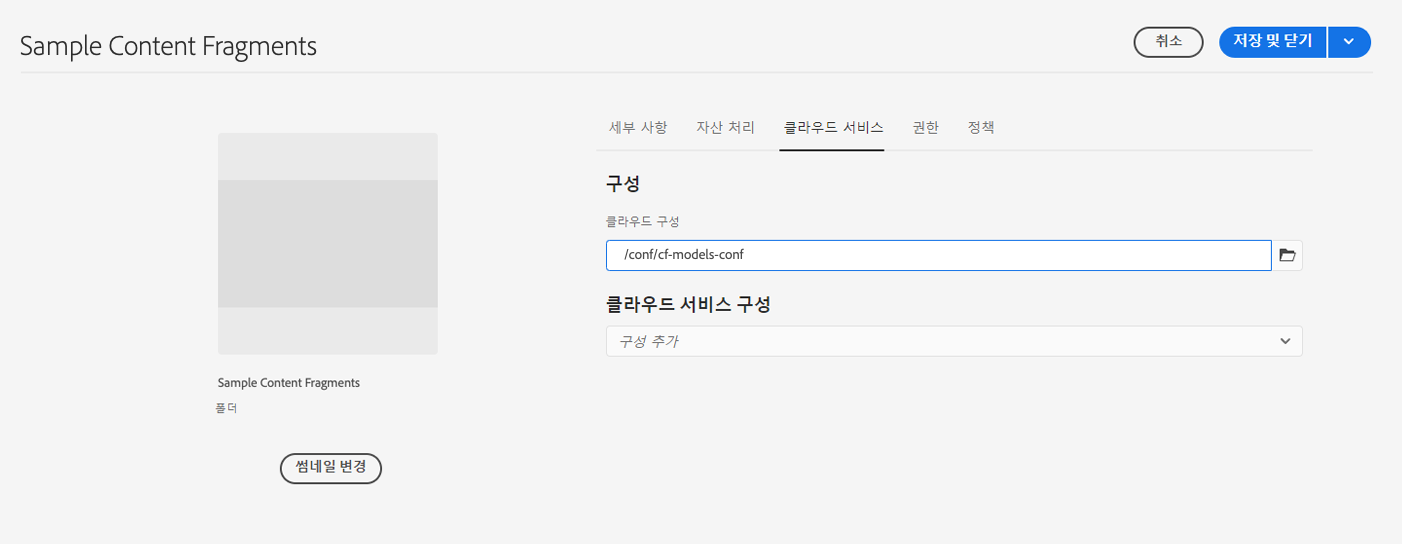 Sample Content Fragments
취소
저장 및 닫기
세부 사항 자산 처리 클라우드 서비스 권한 정책
구성
클라우드 구성
/conf/cf-models-conf
클라우드 서비스 구성
구성 추가
Sample Content Fragments
폴더
썸네일 변경